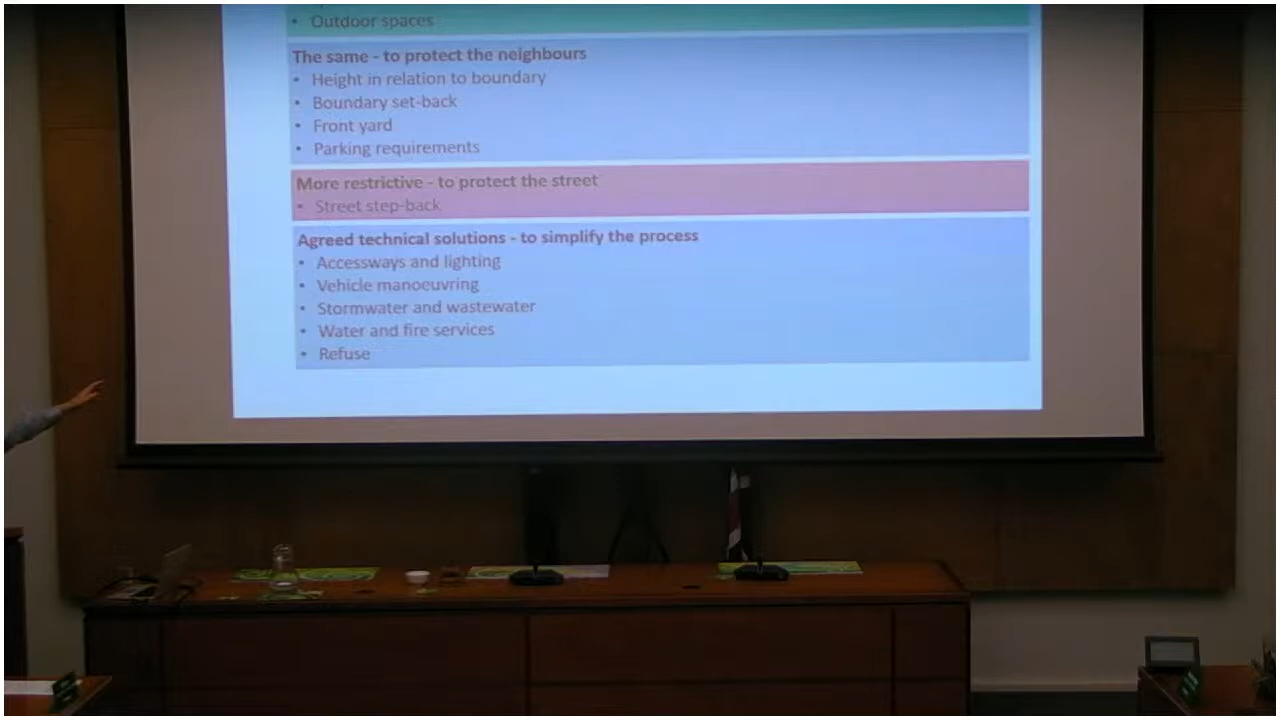 • Outdoor spaces
The same - to protect the neighbours
• Height in relation to boundary
• Boundary set-back
• Front yard
• Parking requirements
More restrictive - to protect the street
• Street step-back
Agreed technical solutions - to simplify the process
• Accessways and lighting
• Vehicle manoeuvring
• Stormwater and wastewater
• Water and fire services
• Refuse